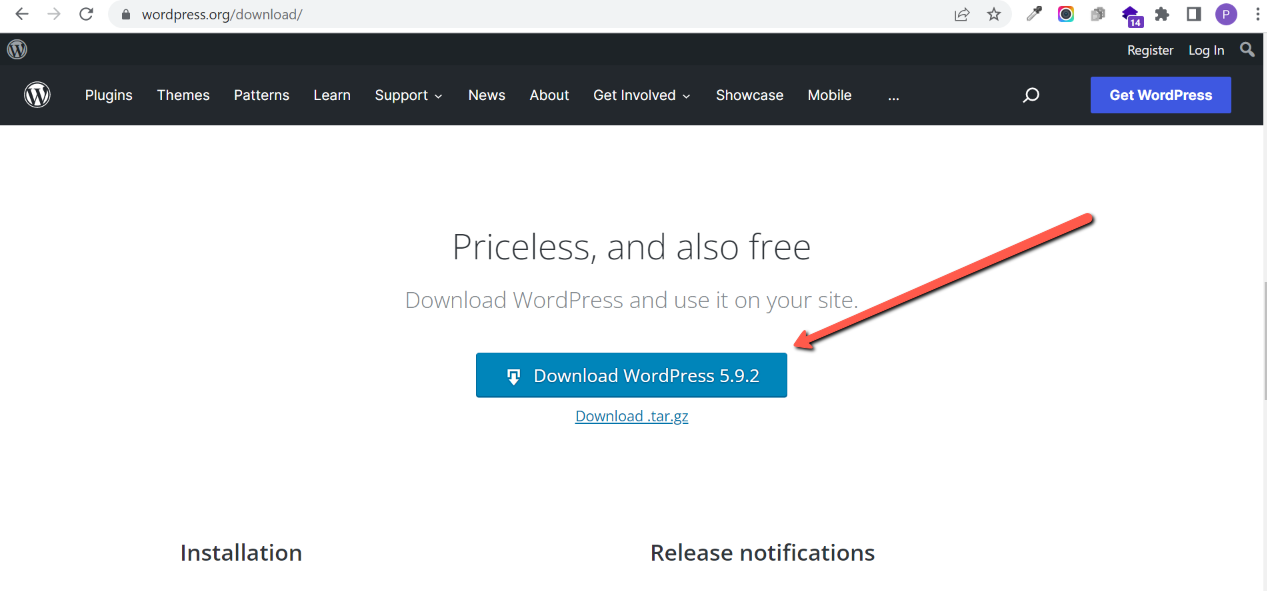 wordpress.org/download/
14
P
Register Log In
Plugins Themes Patterns Learn Support News About Get Involved Showcase Mobile ... Get WordPress
Priceless, and also free
Download WordPress and use it on your site.
Download WordPress 5.9.2
Download .tar.gz
Installation Release notifications